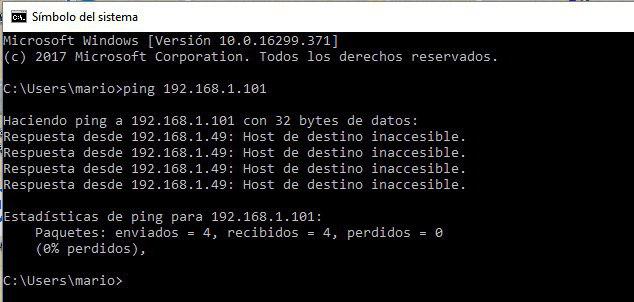 Símbolo del sistema
Microsoft Windows [Versión 10.0.16299.371]
(c) 2017 Microsoft Corporation. Todos los derechos reservados.
C:\Users\mario>ping 192.168.1.101
Haciendo ping a 192.168.1.101 con 32 bytes de datos:
Respuesta desde 192.168.1.49: Host de destino inaccesible.
Respuesta desde 192.168.1.49: Host de destino inaccesible.
Respuesta desde 192.168.1.49: Host de destino inaccesible.
Respuesta desde 192.168.1.49: Host de destino inaccesible.
Estadísticas de ping para 192.168.1.101:
Paquetes: enviados = 4, recibidos = 4, perdidos = 0
(0% perdidos),
C:\Users\mario>